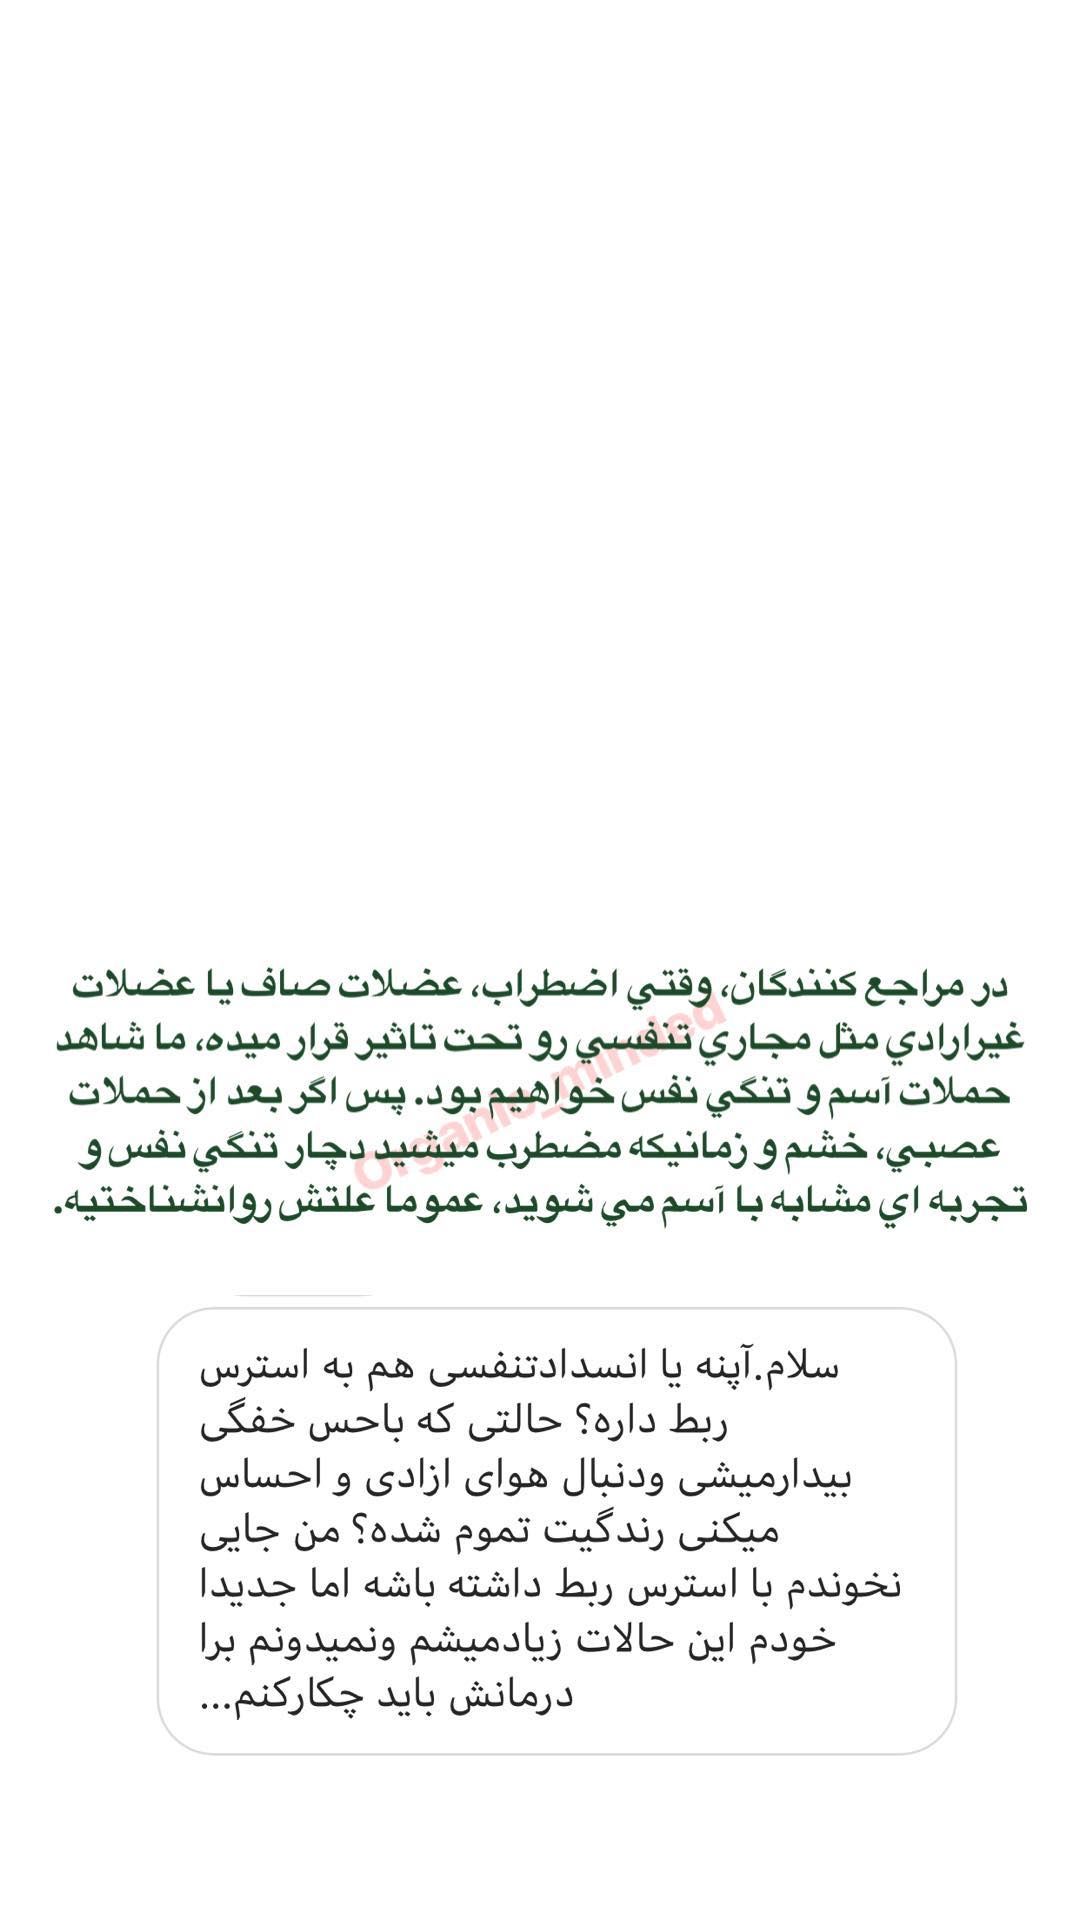 در مراجع کنندگان، وقتي اضطراب، عضلات صاف يا عضلات
غيرارادي مثل مجاري تنفسي رو تحت تاثير قرار ميده، ما شاهد
حملات آسم و تنگي نفس خواهيم بود. پس اگر بعد از حملات
عصبي، خشم و زمانيکه مضطرب ميشيد دچار تنگي نفس و
تجربه اي مشابه با آسم مي شويد، عموما علتش روانشناختيه.
Organic_minded
سلام.آپنه یا انسدادتنفسی هم به استرس
ربط داره؟ حالتی که باحس خفگی
بیدارمیشی ودنبال هوای ازادی و احساس
میکنی رندگیت تموم شده؟ من جایی
نخوندم با استرس ربط داشته باشه اما جدیدا
خودم این حالات زیادمیشم ونمیدونم برا
درمانش باید چکارکنم...